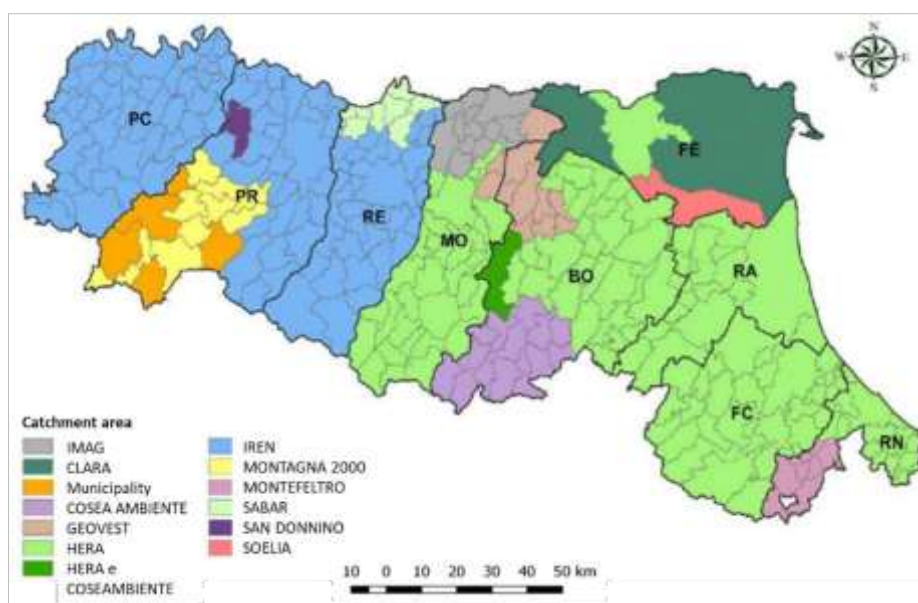 N
W E
S
PC
FE
PR
RE
MO
BO
RA
FC
RN
Catchment area
IMAG
CLARA
Municipality
COSEA AMBIENTE
GEOVEST
HERA
HERA e
COSEAMBIENTE
IREN
MONTAGNA 2000
MONTEFELTRO
SABAR
SAN DONNINO
SOELIA
10 0 10 20 30 40 50 km